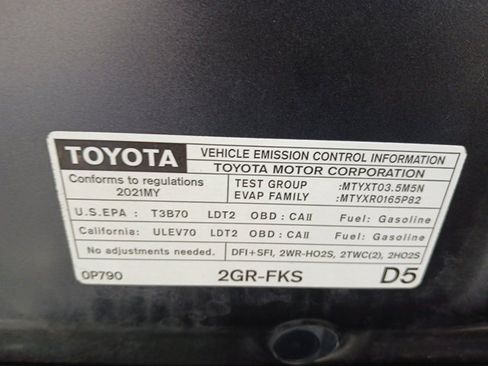 TOYOTA VEHICLE EMISSION CONTROL INFORMATION
TOYOTA MOTOR CORPORATION
Conforms to regulations TEST GROUP :MTYXT03.5M5N
2021MY EVAP FAMILY :MTYXR0165P82
U.S.EPA : T3B70 LDT2 OBD : CAII Fuel: Gasoline
California: ULEV70 LDT2 OBD : CAII Fuel: Gasoline
No adjustments needed. DFI+SFI, 2WR-HO2S, 2TWC(2), 2HO2S
0P790 2GR-FKS D5